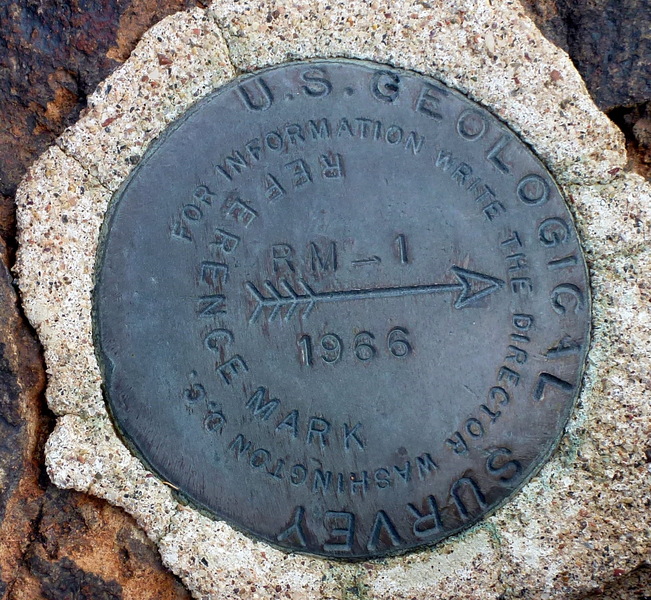 U.S. GEOLOGICAL SURVEY
FOR INFORMATION WRITE THE DIRECTOR WASHINGTON D.C.
REFERENCE MARK
RM-1
1966